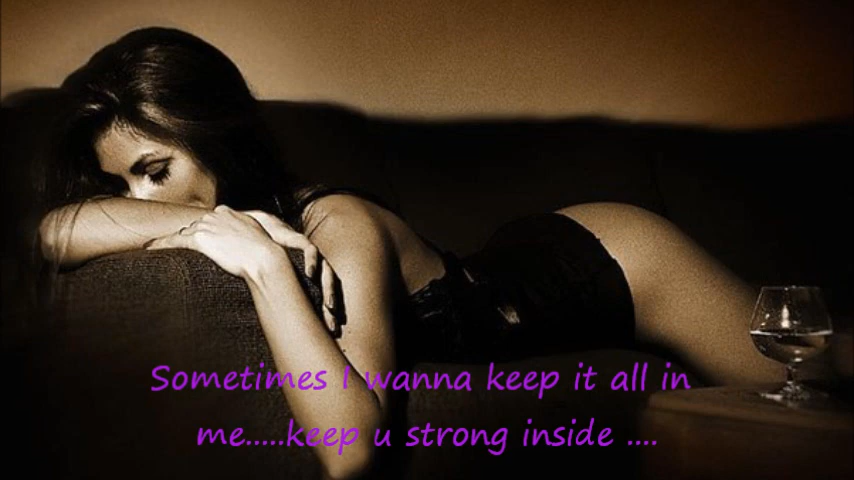 Sometimes I wanna keep it all in
me.....keep u strong inside ....